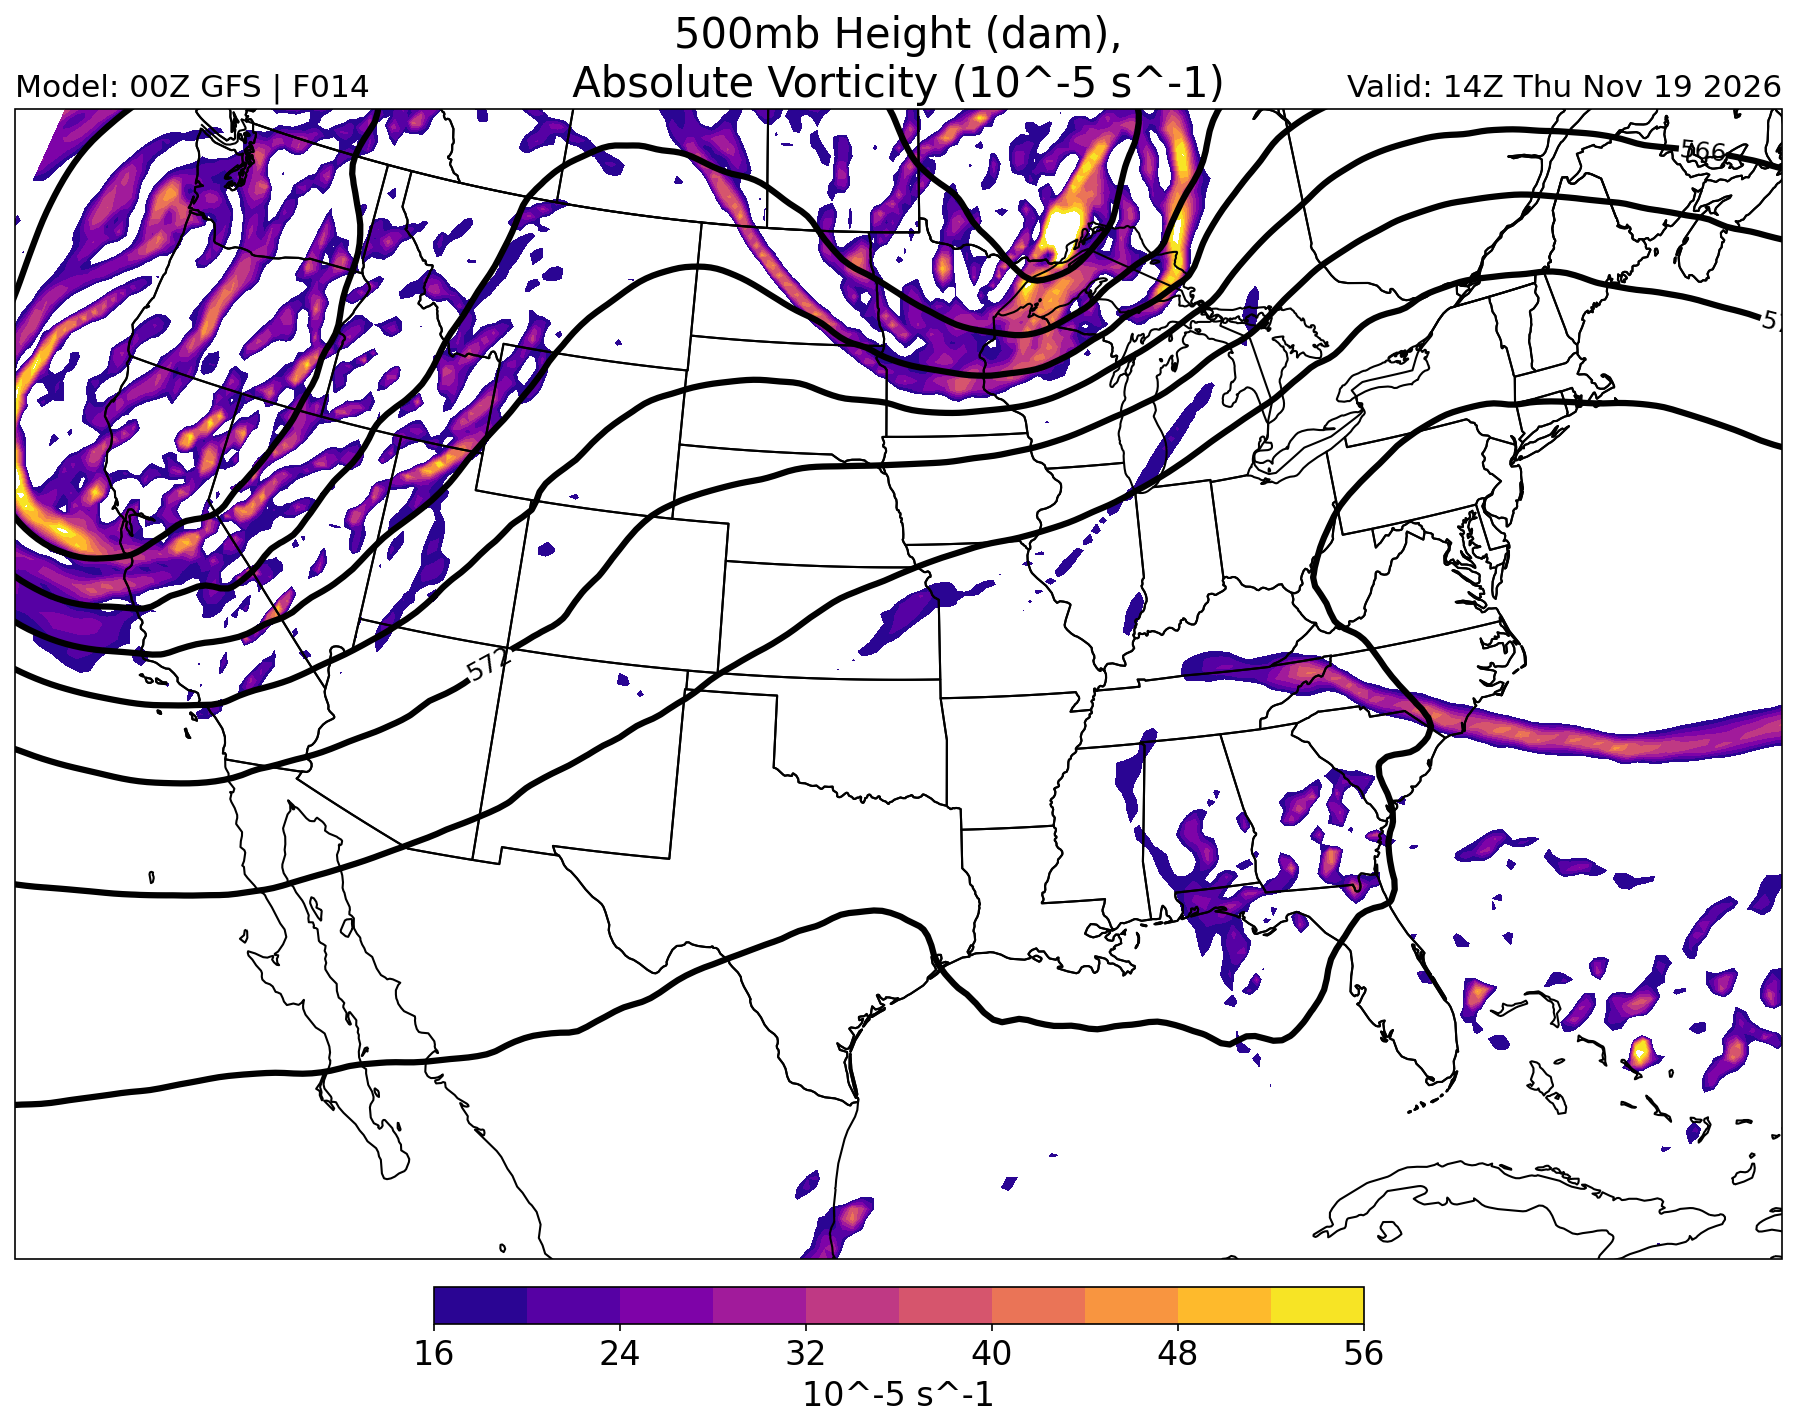 500mb Height (dam),
Model: 00Z GFS | F014
Absolute Vorticity (10^-5 s^-1)
Valid: 14Z Thu Nov 19 2026
566
572
16
24
32
40
48
56
10^-5 s^-1